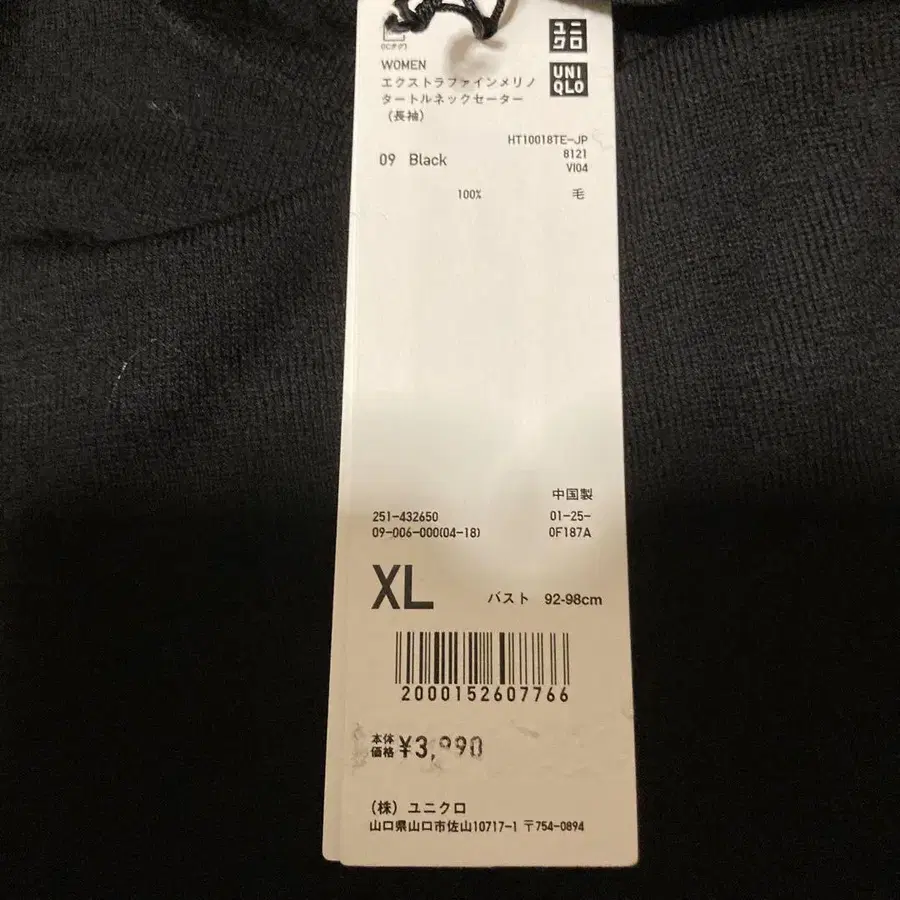 (ICタグ)
ユニ
クロ
WOMEN
エクストラファインメリノ
タートルネックセーター
（長袖）
UNI
QLO
HT10018TE-JP
09 Black
8121
VI04
100% 毛
中国製
251-432650 01-25-
09-006-000(04-18) 0F187A
XL バスト 92-98cm
2000152607766
本体
価格 ¥3,990
（株）ユニクロ
山口県山口市佐山10717-1 〒754-0894